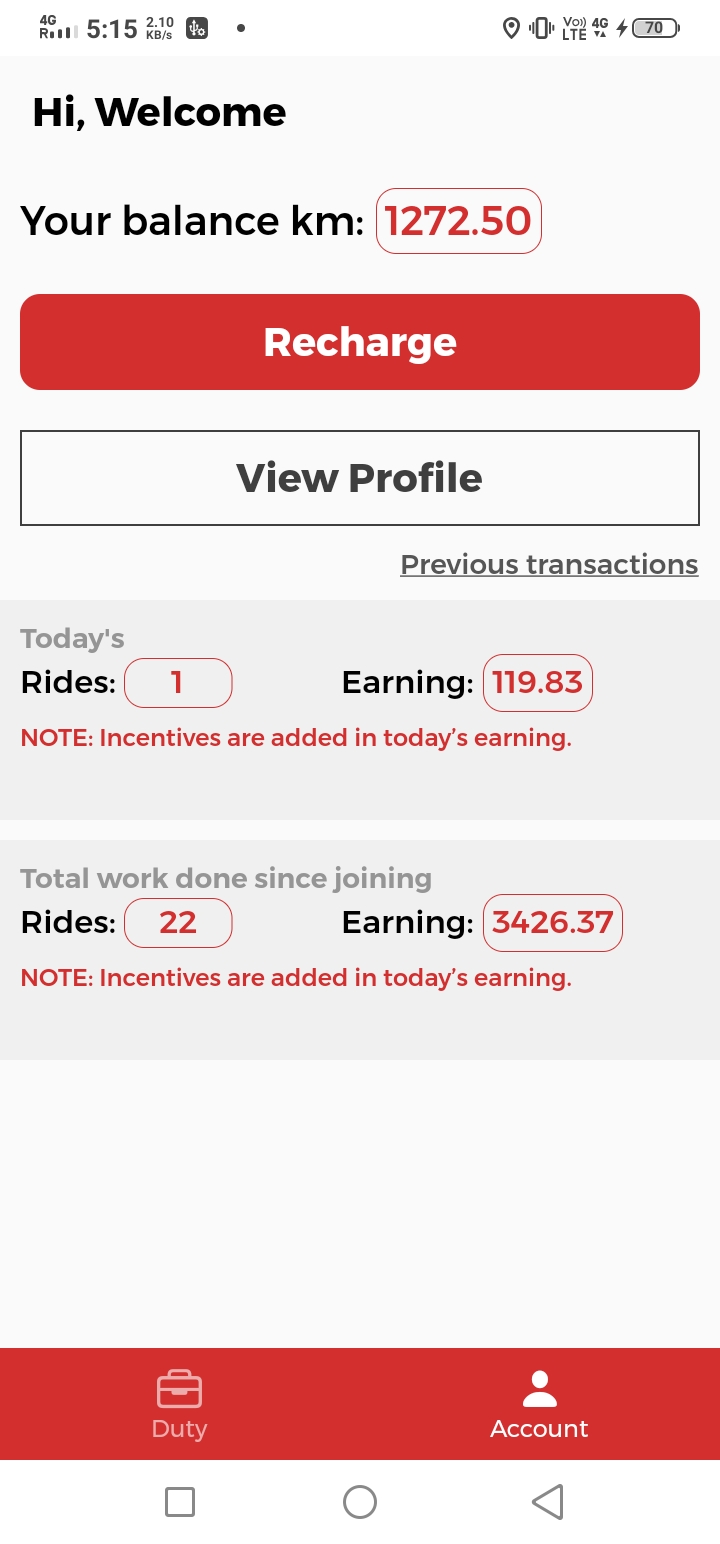 4G
R
5:15
2.10
KB/s
Vo))
LTE
4G
70
Hi, Welcome
Your balance km: 1272.50
Recharge
View Profile
Previous transactions
Today's
Rides: 1 Earning: 119.83
NOTE: Incentives are added in today’s earning.
Total work done since joining
Rides: 22 Earning: 3426.37
NOTE: Incentives are added in today’s earning.
Duty Account